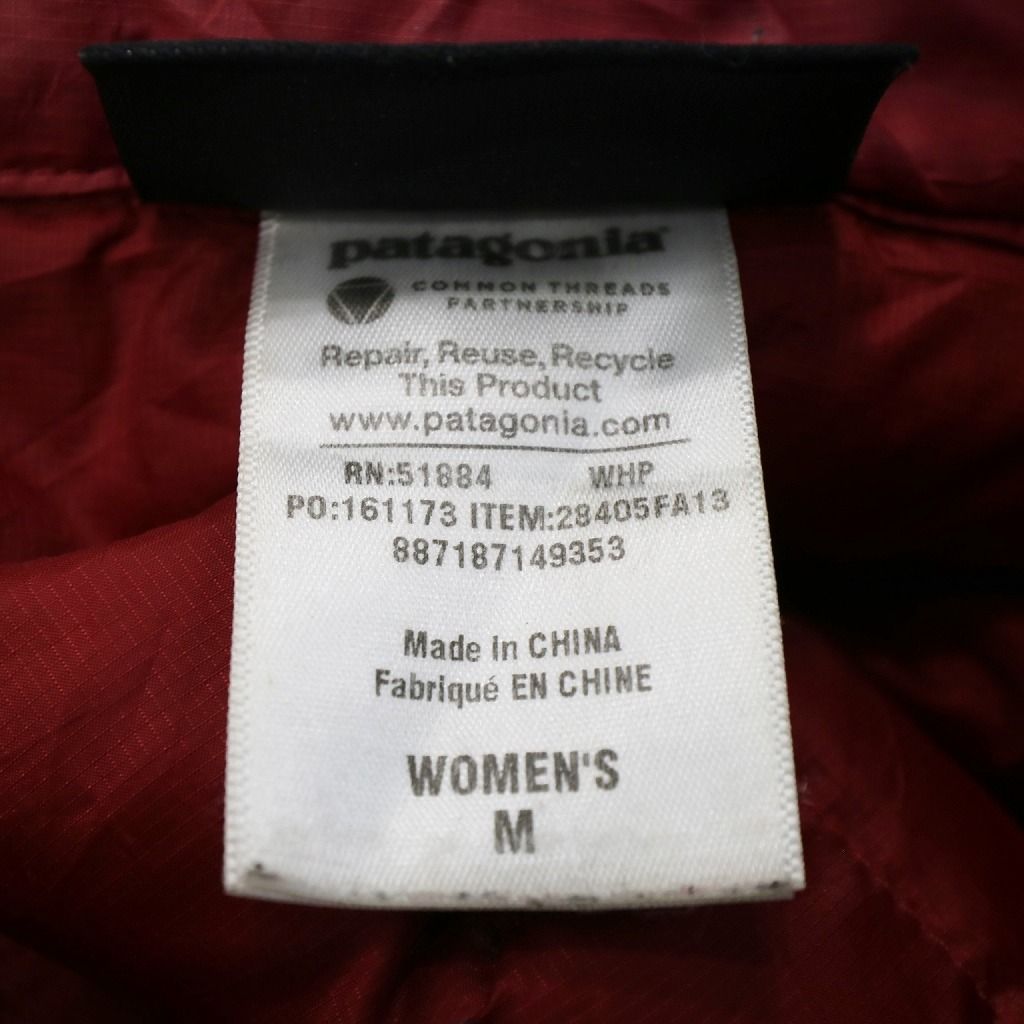 patagonia
COMMON THREADS
PARTNERSHIP
Repair, Reuse, Recycle
This Product
www.patagonia.com
RN:51884 WHP
PO:161173 ITEM:28405FA13
887187149353
Made in CHINA
Fabriqué EN CHINE
WOMEN'S
M